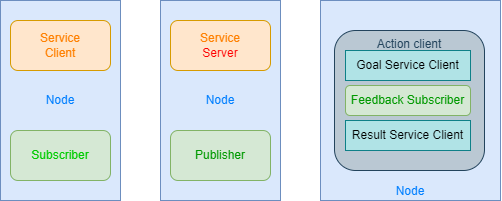 Service
Client
Node
Subscriber
Service
Server
Node
Publisher
Action client
Goal Service Client
Feedback Subscriber
Result Service Client
Node